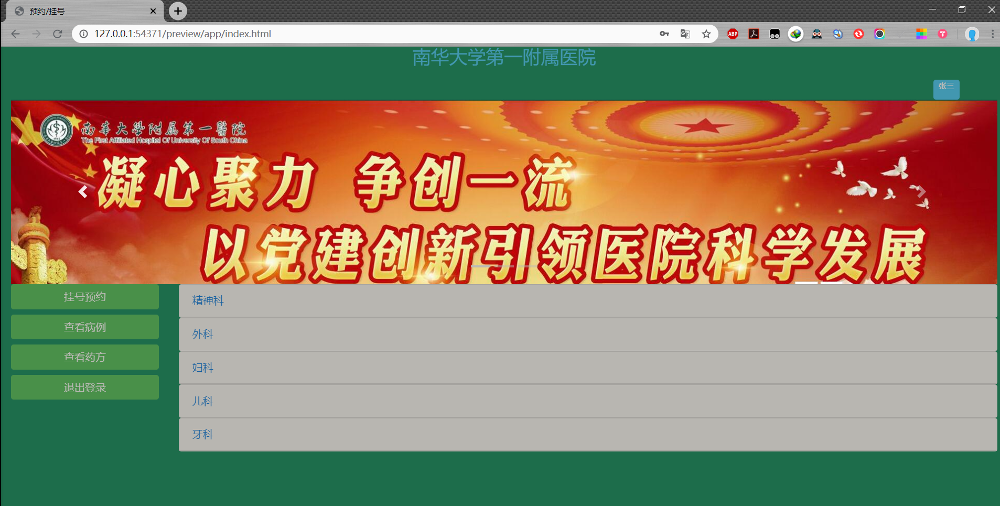 预约/挂号
127.0.0.1:54371/preview/app/index.html
ABP
南华大学第一附属医院
张三
南華大學附属第一醫院
The First Affiliated Hospital Of University Of South China
凝心聚力 争创一流
以党建创新引领医院科学发展
挂号预约
查看病例
查看药方
退出登录
精神科
外科
妇科
儿科
牙科